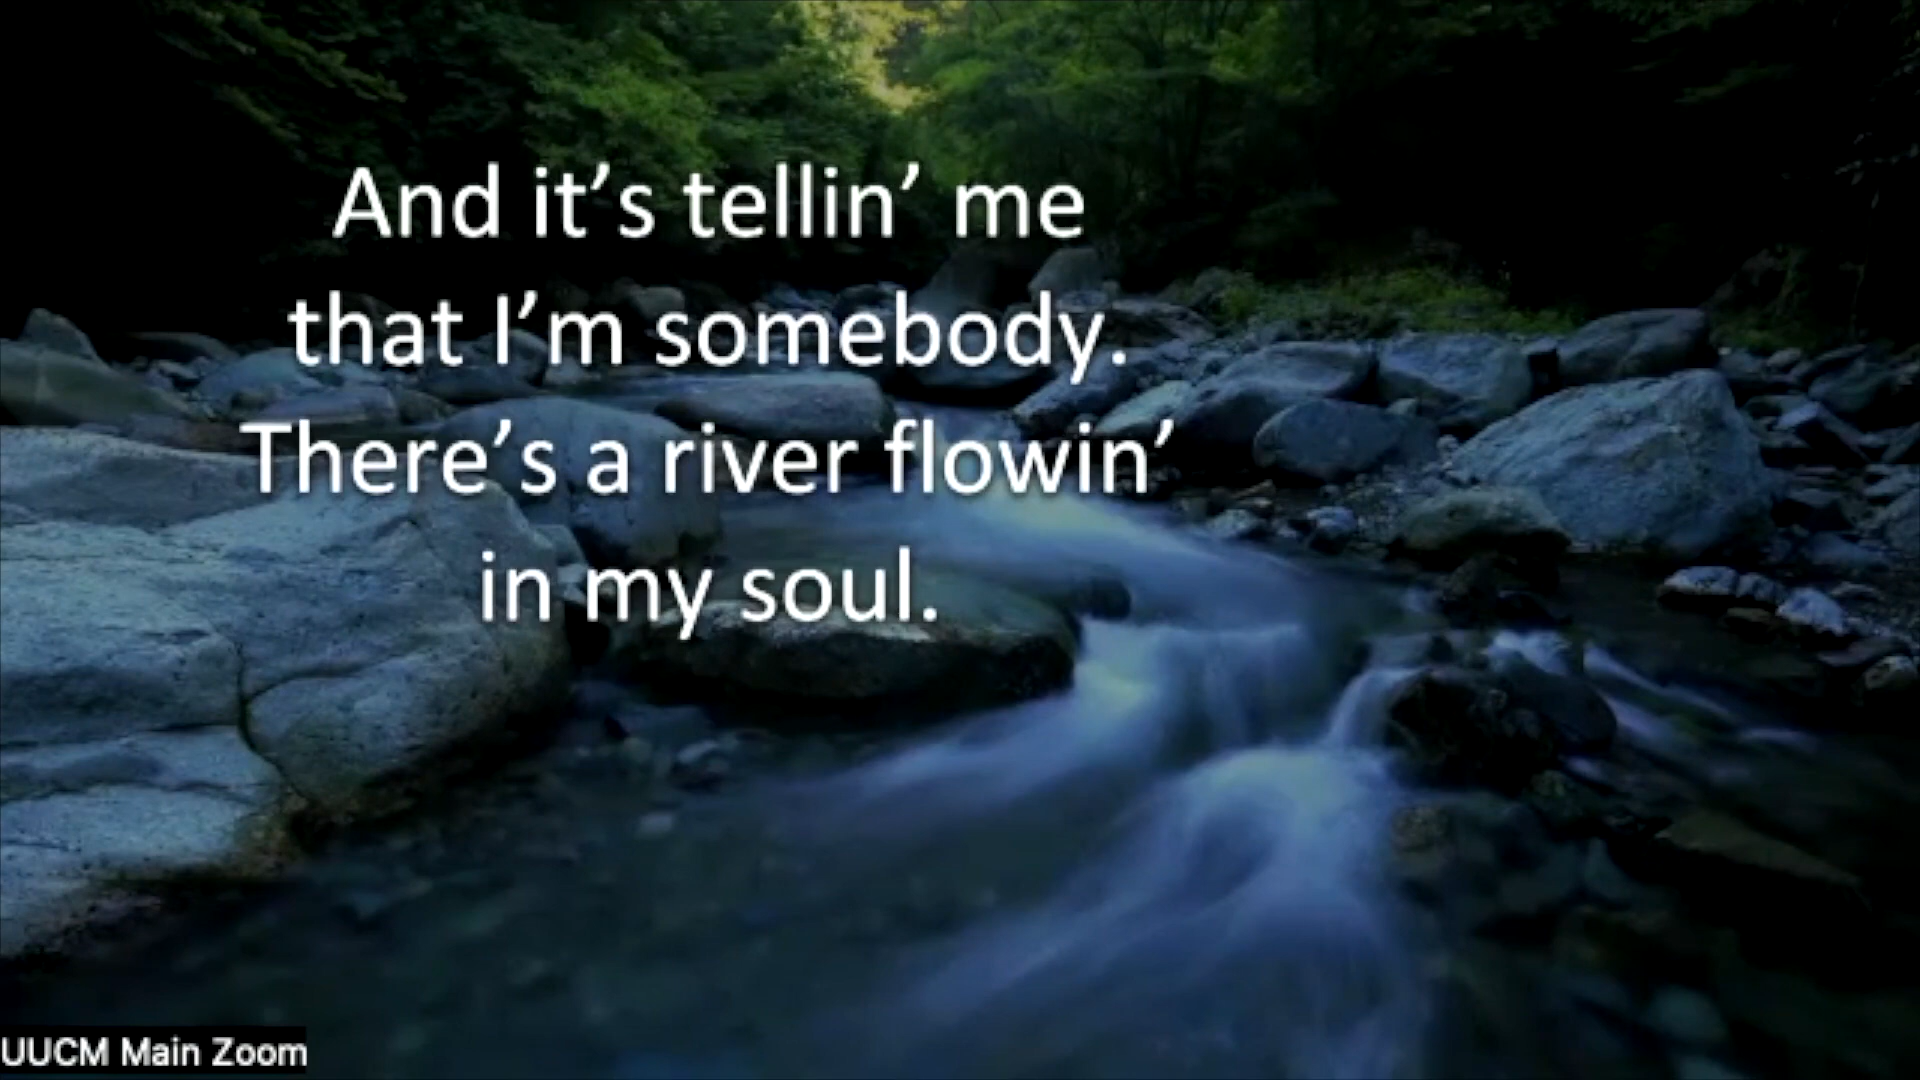 And it’s tellin’ me
that I’m somebody.
There’s a river flowin’
in my soul.
UUCM Main Zoom